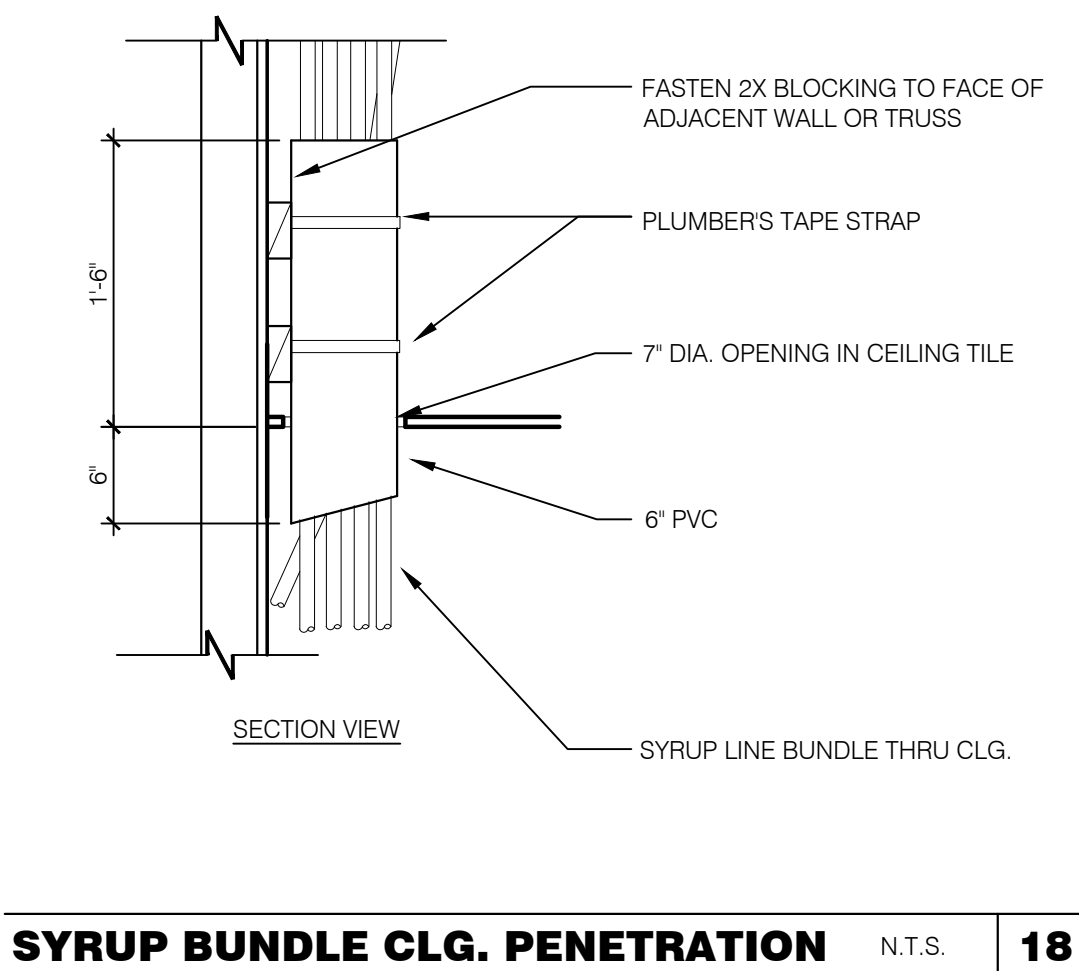 FASTEN 2X BLOCKING TO FACE OF
ADJACENT WALL OR TRUSS
PLUMBER'S TAPE STRAP
1'-6"
7" DIA. OPENING IN CEILING TILE
6"
6" PVC
SECTION VIEW
SYRUP LINE BUNDLE THRU CLG.
SYRUP BUNDLE CLG. PENETRATION N.T.S. 18